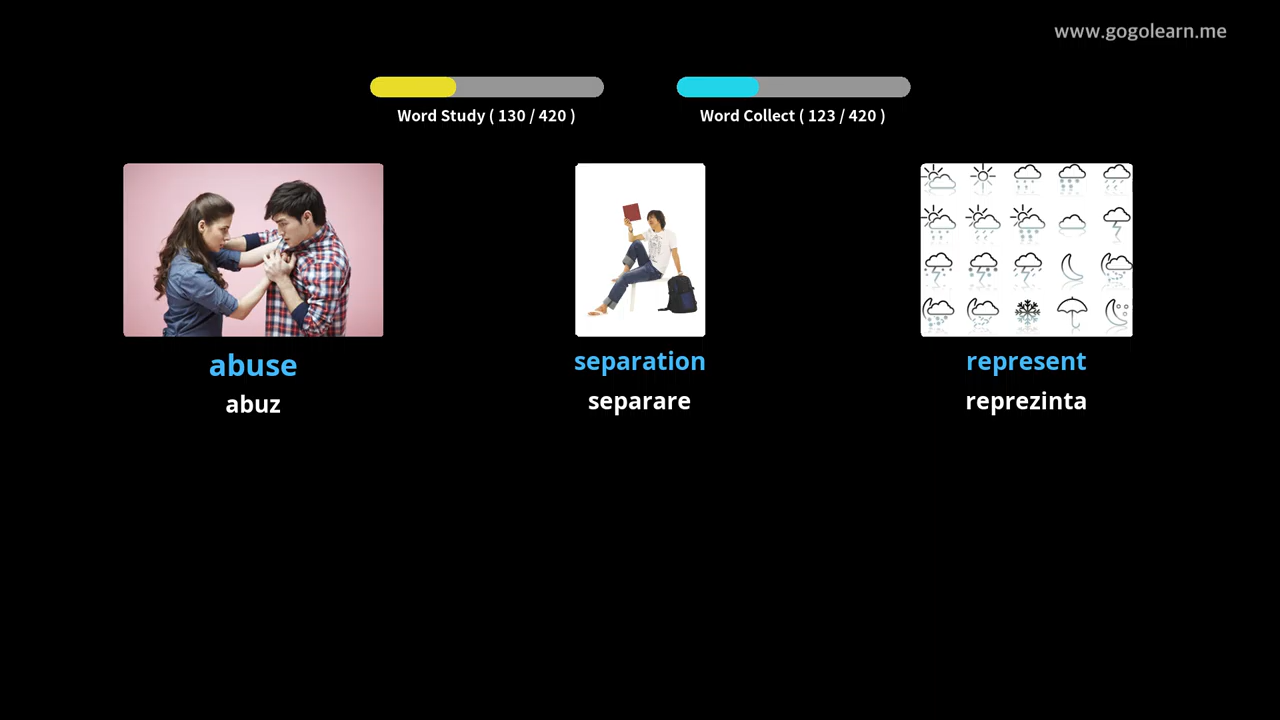 www.gogolearn.me
Word Study ( 130 / 420 )
Word Collect ( 123 / 420 )
abuse
abuz
separation
separare
represent
reprezinta